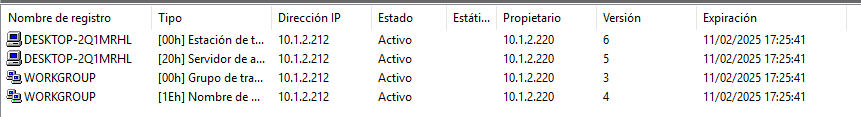 Nombre de registro Tipo Dirección IP Estado Estáti... Propietario Versión Expiración
DESKTOP-2Q1MRHL [00h] Estación de t... 10.1.2.212 Activo 10.1.2.220 6 11/02/2025 17:25:41
DESKTOP-2Q1MRHL [20h] Servidor de a... 10.1.2.212 Activo 10.1.2.220 5 11/02/2025 17:25:41
WORKGROUP [00h] Grupo de tra... 10.1.2.212 Activo 10.1.2.220 3 11/02/2025 17:25:41
WORKGROUP [1Eh] Nombre de ... 10.1.2.212 Activo 10.1.2.220 4 11/02/2025 17:25:41